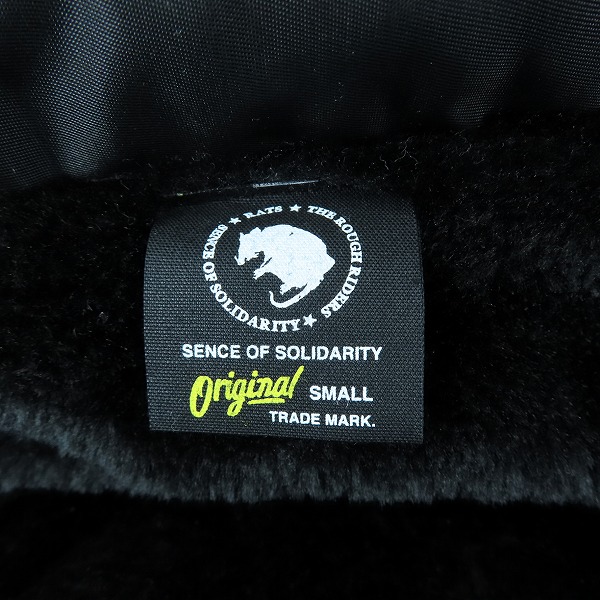 ★ RATS ★ THE ROUGH RIDERS
SENCE OF SOLIDARITY ★
SENCE OF SOLIDARITY
Original SMALL
TRADE MARK.